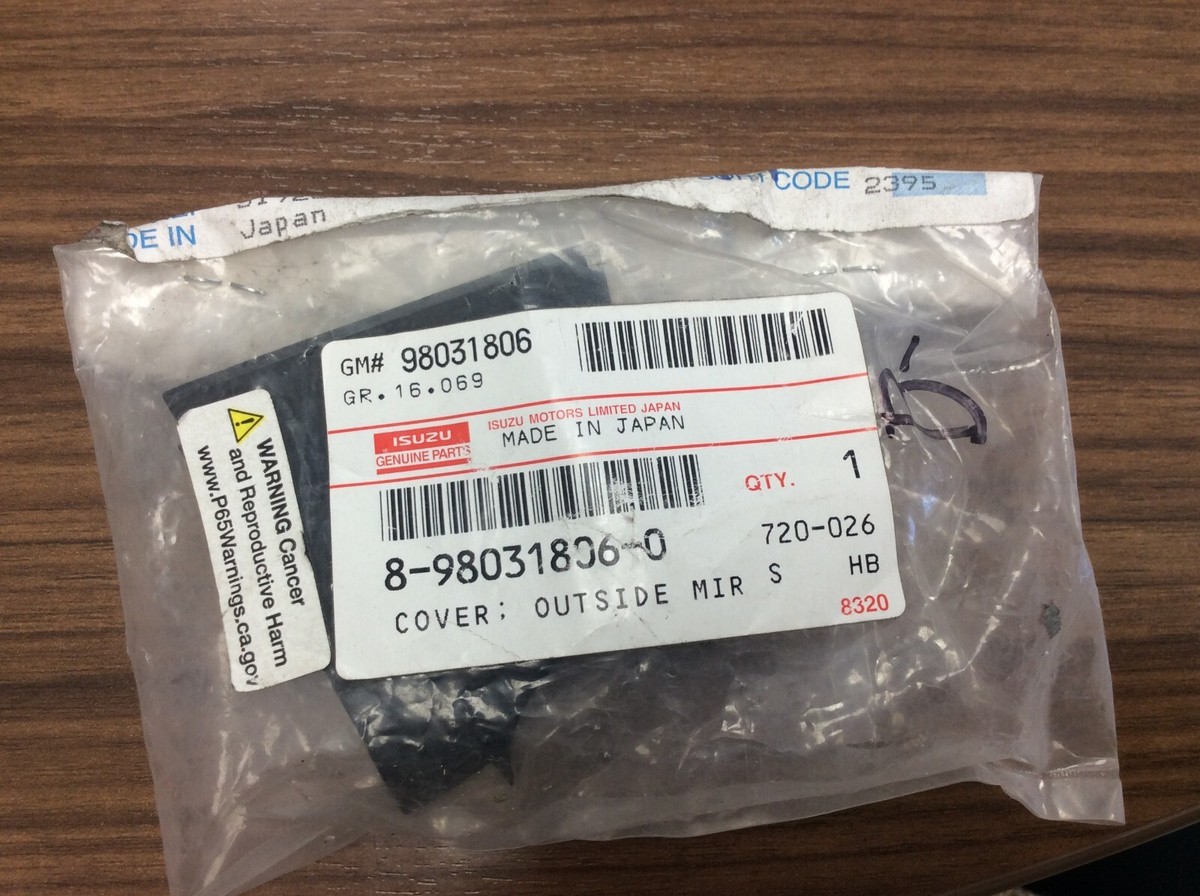 CODE 2395
DE IN Japan
GM# 98031806
GR.16.069
ISUZU
GENUINE PARTS
ISUZU MOTORS LIMITED JAPAN
MADE IN JAPAN
QTY. 1
8-98031806-0
720-026
COVER; OUTSIDE MIR S HB
8320
WARNING Cancer
and Reproductive Harm
www.P65Warnings.ca.gov